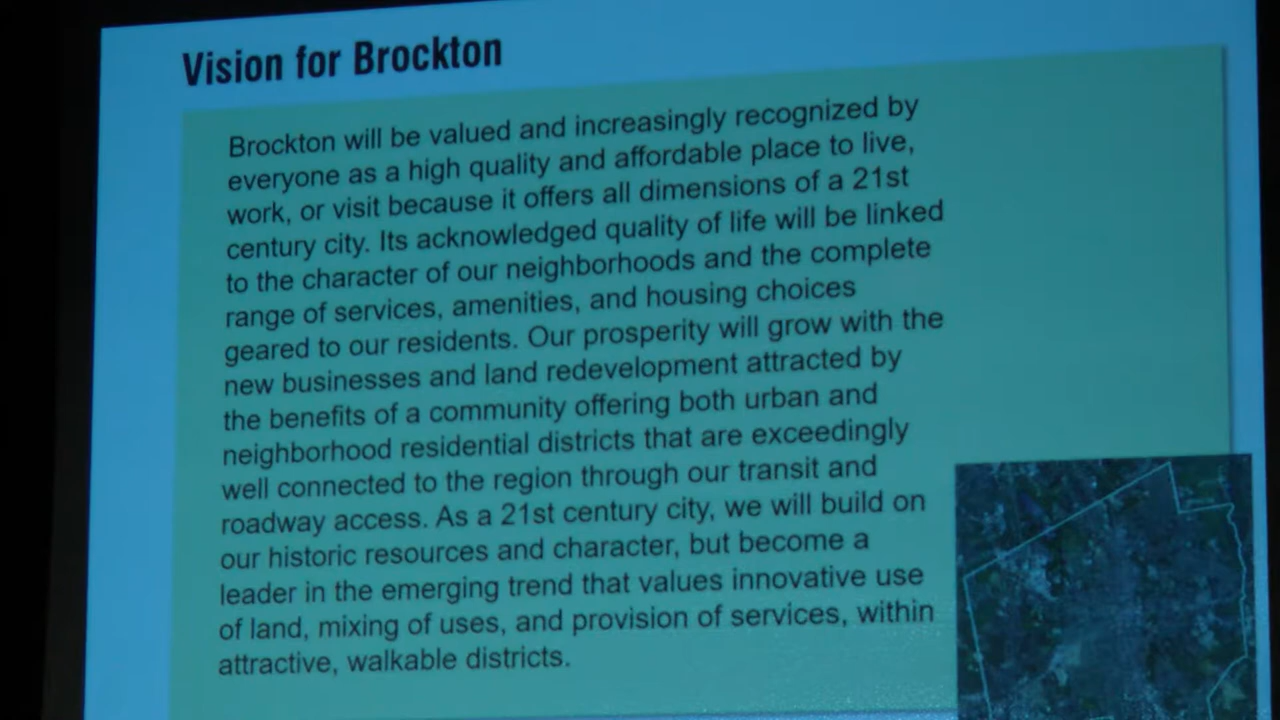 Vision for Brockton
Brockton will be valued and increasingly recognized by
everyone as a high quality and affordable place to live,
work, or visit because it offers all dimensions of a 21st
century city. Its acknowledged quality of life will be linked
to the character of our neighborhoods and the complete
range of services, amenities, and housing choices
geared to our residents. Our prosperity will grow with the
new businesses and land redevelopment attracted by
the benefits of a community offering both urban and
neighborhood residential districts that are exceedingly
well connected to the region through our transit and
roadway access. As a 21st century city, we will build on
our historic resources and character, but become a
leader in the emerging trend that values innovative use
of land, mixing of uses, and provision of services, within
attractive, walkable districts.